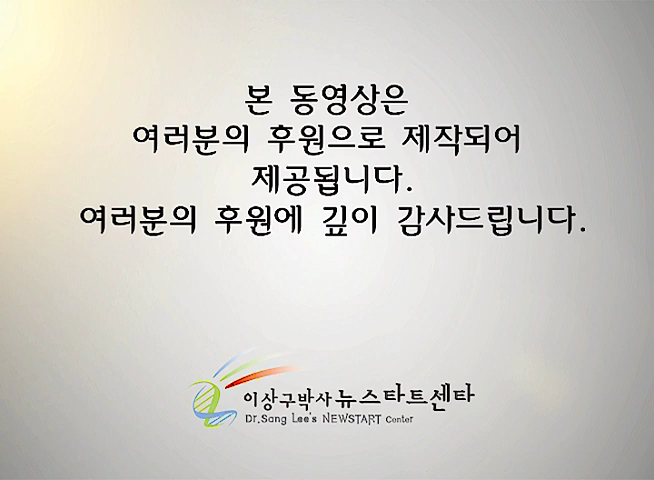 본 동영상은
여러분의 후원으로 제작되어
제공됩니다.
여러분의 후원에 깊이 감사드립니다.
이상구박사 뉴스타트센타
Dr.Sang Lee's NEWSTART Center